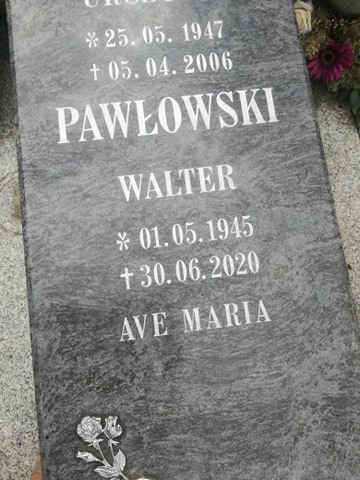 * 25. 05. 1947
† 05. 04. 2006
PAWŁOWSKI
WALTER
* 01.05.1945
† 30.06.2020
AVE MARIA